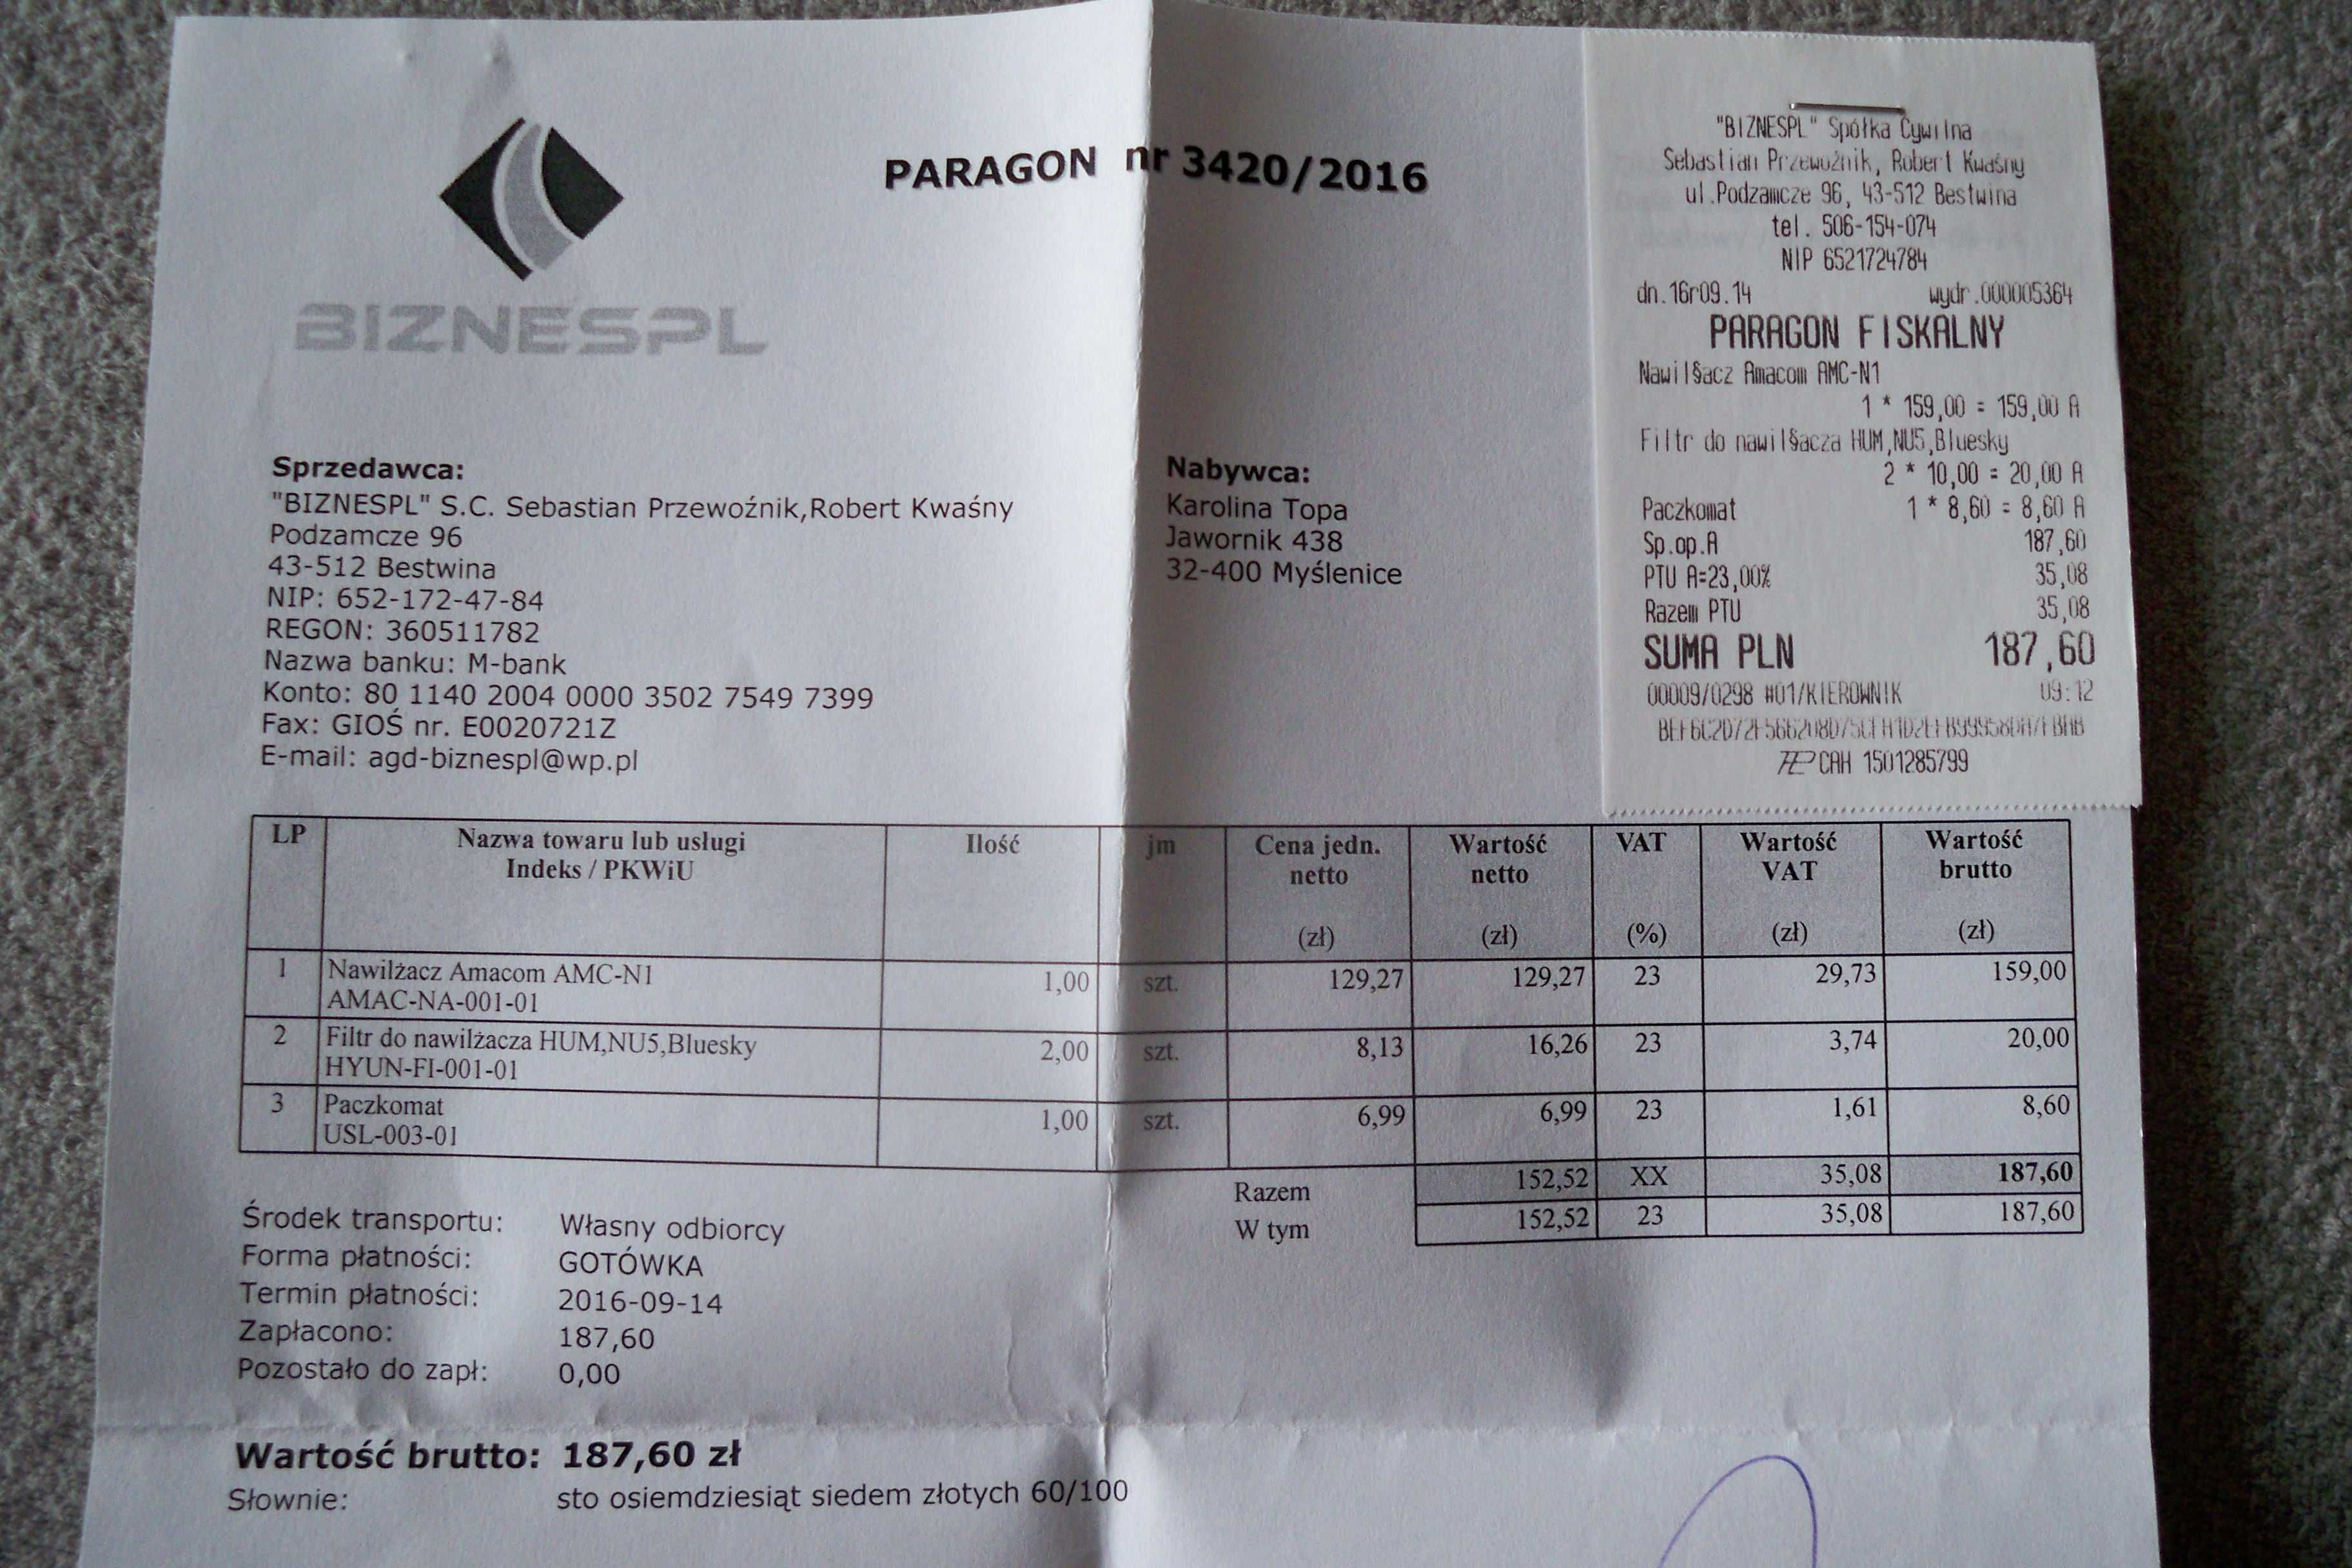 PARAGON nr 3420/2016
BIZNESPL
Sprzedawca:
"BIZNESPL" S.C. Sebastian Przewoźnik,Robert Kwaśny
Podzamcze 96
43-512 Bestwina
NIP: 652-172-47-84
REGON: 360511782
Nazwa banku: M-bank
Konto: 80 1140 2004 0000 3502 7549 7399
Fax: GIOŚ nr. E0020721Z
E-mail: agd-biznespl@wp.pl
Nabywca:
Karolina Topa
Jawornik 438
32-400 Myślenice
"BIZNESPL" Spółka Cywilna
Sebastian Przewoźnik, Robert Kwaśny
ul.Podzamcze 96, 43-512 Bestwina
tel. 506-154-074
NIP 6521724784
dn.16r09.14 wydr.000005364
PARAGON FISKALNY
Nawil§acz Amacom AMC-N1
1 * 159,00 = 159,00 A
Filtr do nawil§acza HUM,NU5,Bluesky
2 * 10,00 = 20,00 A
Paczkomat 1 * 8,60 = 8,60 A
Sp.op.A 187,60
PTU A=23,00% 35,08
Razem PTU 35,08
SUMA PLN 187,60
00009/0298 #01/KIEROWNIK 09:12
CAH 1501285799
LP Nazwa towaru lub usługi Ilość jm Cena jedn. Wartość VAT Wartość Wartość
Indeks / PKWiU netto netto VAT brutto
(zł) (zł) (%) (zł) (zł)
1 Nawilżacz Amacom AMC-N1 1,00 szt. 129,27 129,27 23 29,73 159,00
AMAC-NA-001-01
2 Filtr do nawilżacza HUM,NU5,Bluesky 2,00 szt. 8,13 16,26 23 3,74 20,00
HYUN-FI-001-01
3 Paczkomat 1,00 szt. 6,99 6,99 23 1,61 8,60
USL-003-01
Razem 152,52 XX 35,08 187,60
W tym 152,52 23 35,08 187,60
Środek transportu: Własny odbiorcy
Forma płatności: GOTÓWKA
Termin płatności: 2016-09-14
Zapłacono: 187,60
Pozostało do zapł: 0,00
Wartość brutto: 187,60 zł
Słownie: sto osiemdziesiąt siedem złotych 60/100